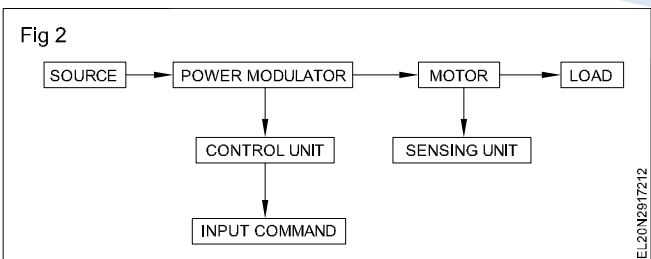 Fig 2
SOURCE
POWER MODULATOR
MOTOR
LOAD
CONTROL UNIT
SENSING UNIT
INPUT COMMAND
EL20N2917212